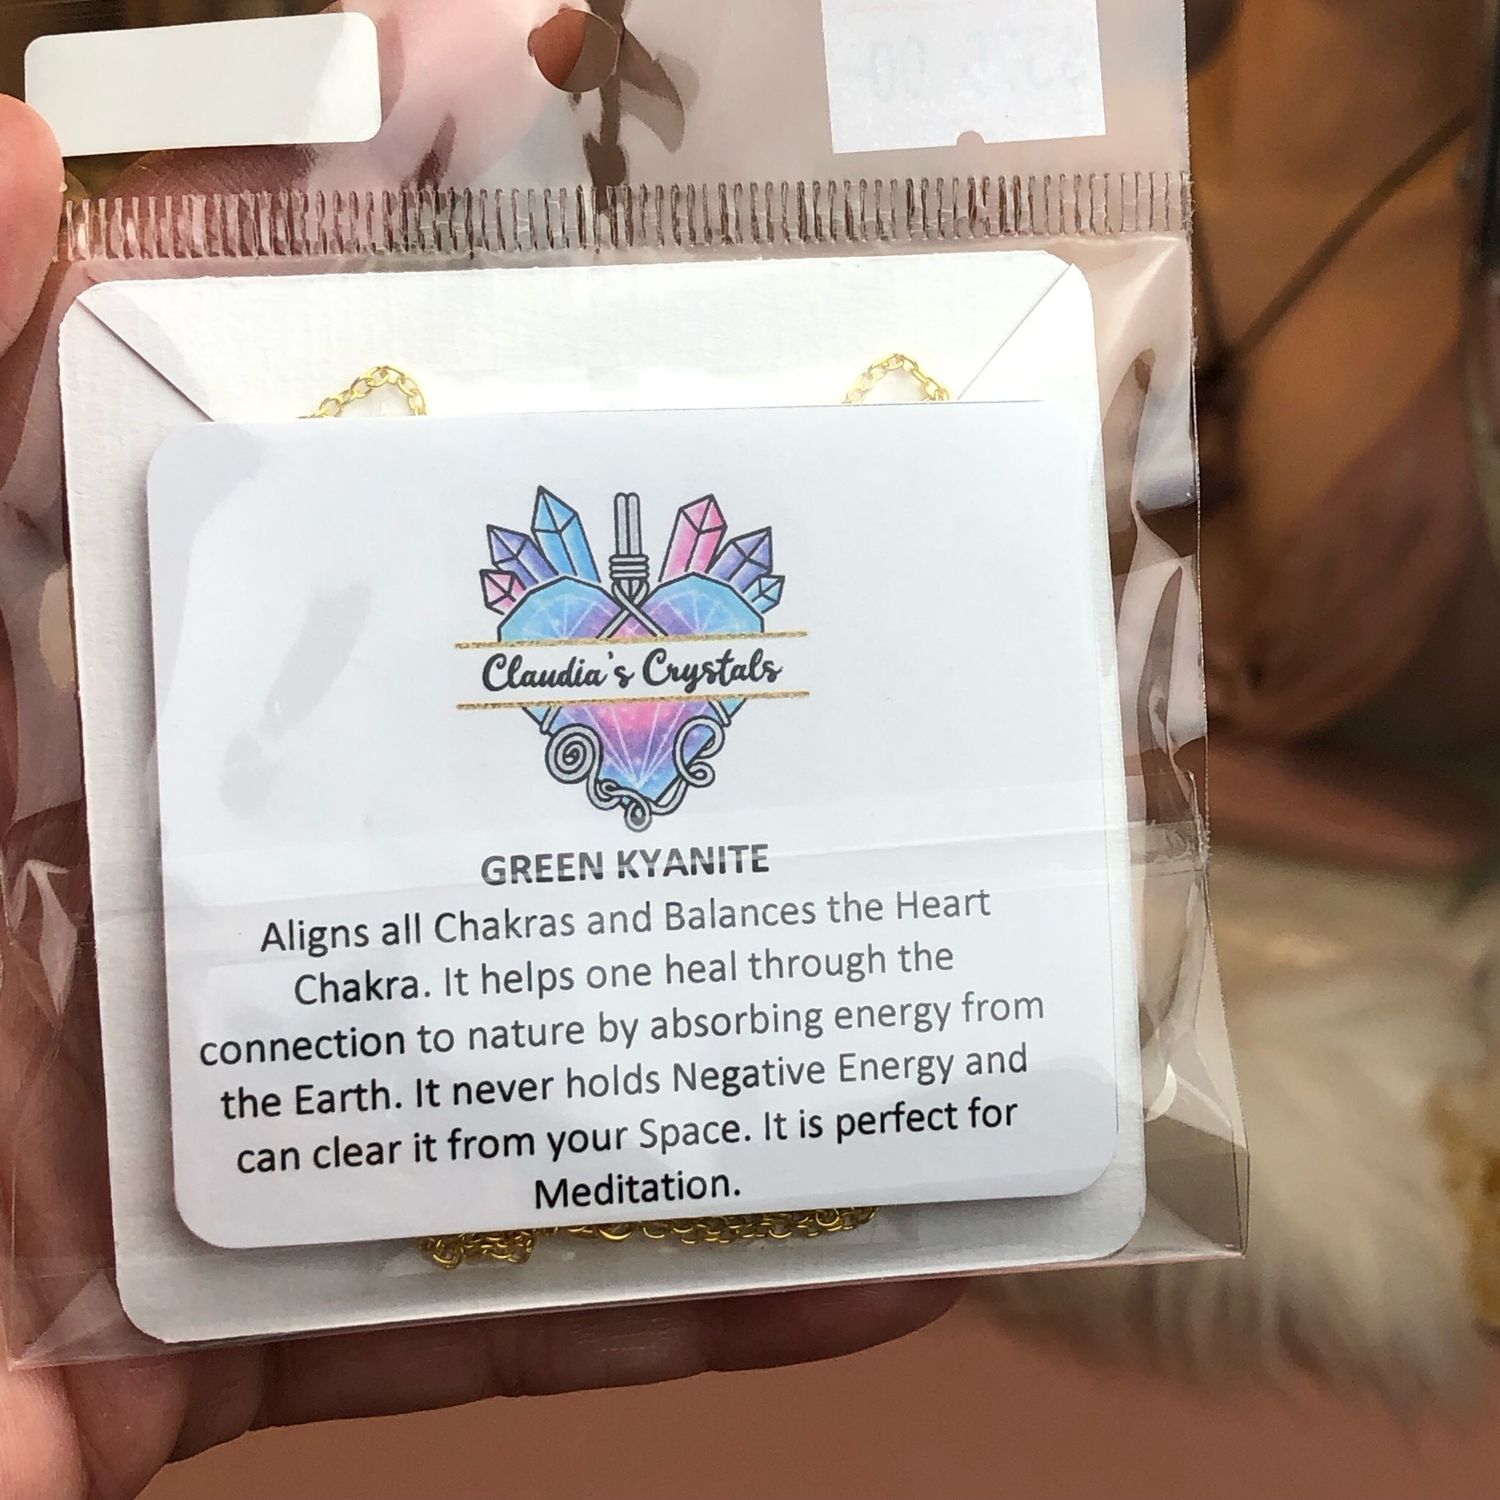 Claudia's Crystals
GREEN KYANITE
Aligns all Chakras and Balances the Heart
Chakra. It helps one heal through the
connection to nature by absorbing energy from
the Earth. It never holds Negative Energy and
can clear it from your Space. It is perfect for
Meditation.